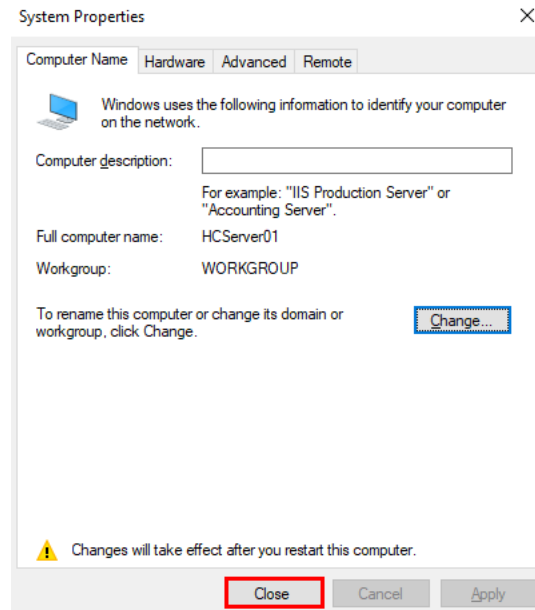 System Properties
Computer Name Hardware Advanced Remote
Windows uses the following information to identify your computer
on the network.
Computer description:
For example: "IIS Production Server" or
"Accounting Server".
Full computer name: HCServer01
Workgroup: WORKGROUP
To rename this computer or change its domain or
workgroup, click Change.
Change...
Changes will take effect after you restart this computer.
Close Cancel Apply